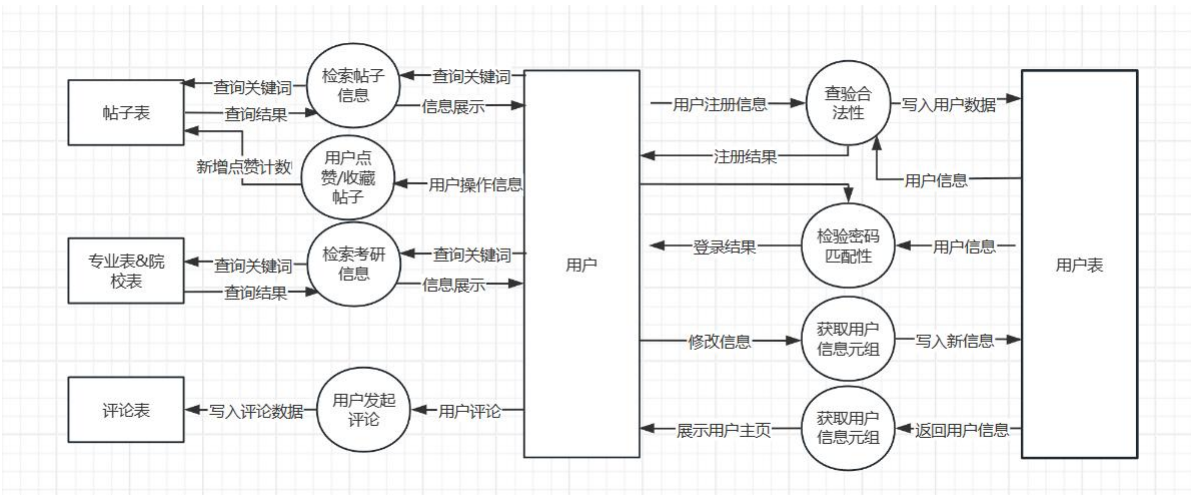 检索帖子
信息
查询关键词
查询关键词
帖子表
查询结果
信息展示
新增点赞计数
用户点
赞/收藏
帖子
用户操作信息
专业表&院
校表
检索考研
信息
查询关键词
查询关键词
查询结果
信息展示
评论表
写入评论数据
用户发起
评论
用户评论
用户
用户注册信息
查验合
法性
写入用户数据
注册结果
用户信息
登录结果
检验密码
匹配性
用户信息
用户表
修改信息
获取用户
信息元组
写入新信息
展示用户主页
获取用户
信息元组
返回用户信息